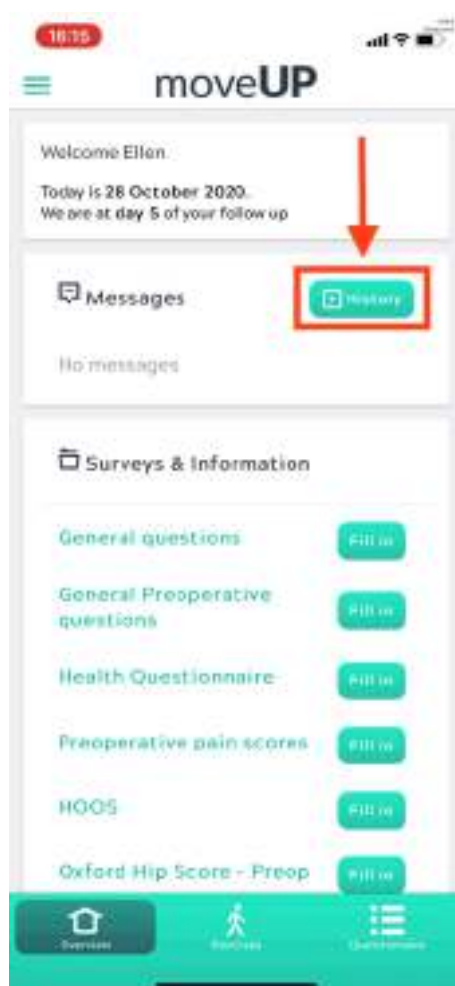 16:15
moveUP
Welcome Ellen
Today is 28 October 2020.
We are at day 5 of your follow up
Messages
History
No messages
Surveys & Information
General questions
Fill in
General Preoperative
questions
Fill in
Health Questionnaire
Fill in
Preoperative pain scores
Fill in
HOOS
Fill in
Oxford Hip Score - Preop
Fill in
Overview